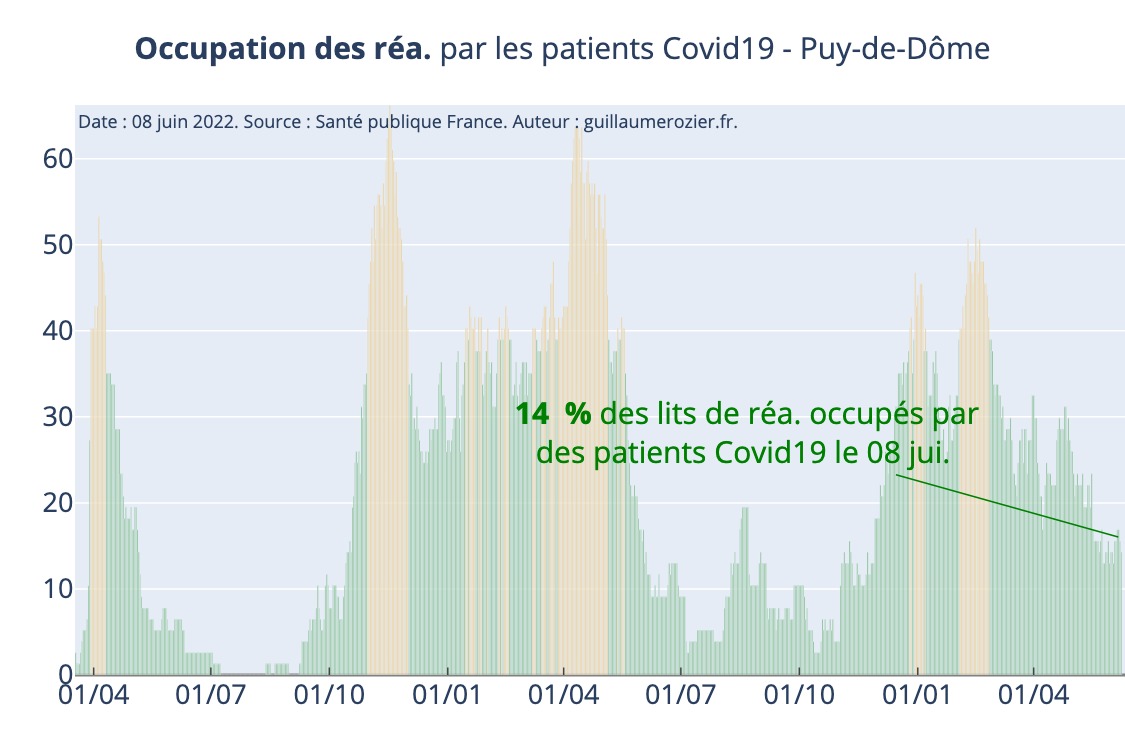 Occupation des réa. par les patients Covid19 - Puy-de-Dôme
Date : 08 juin 2022. Source : Santé publique France. Auteur : guillaumerozier.fr.
60
50
40
30
20
10
0
14 % des lits de réa. occupés par
des patients Covid19 le 08 jui.
01/04 01/07 01/10 01/01 01/04 01/07 01/10 01/01 01/04